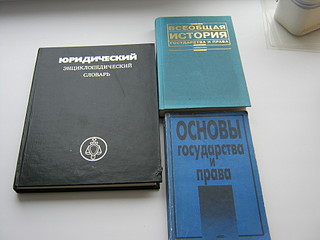 ЮРИДИЧЕСКИЙ
ЭНЦИКЛОПЕДИЧЕСКИЙ
СЛОВАРЬ
ВСЕОБЩАЯ
ИСТОРИЯ
ГОСУДАРСТВА И ПРАВА
ОСНОВЫ
государства
и
права